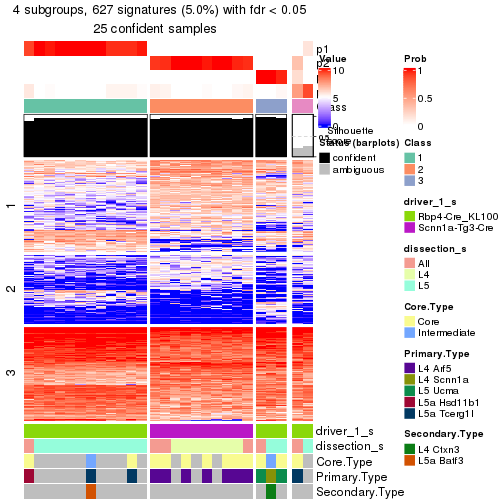 4 subgroups, 627 signatures (5.0%) with fdr < 0.05
25 confident samples
p1
p2
Value
10
5
0
Prob
1
0.5
0
Silhouette
Status (barplots)
confident
ambiguous
Class
1
2
3
driver_1_s
Rbp4-Cre_KL100
Scnn1a-Tg3-Cre
dissection_s
All
L4
L5
Core.Type
Core
Intermediate
Primary.Type
L4 Arf5
L4 Scnn1a
L5 Ucma
L5a Hsd11b1
L5a Tcerg1l
Secondary.Type
L4 Ctxn3
L5a Batf3
1
2
3
driver_1_s
dissection_s
Core.Type
Primary.Type
Secondary.Type